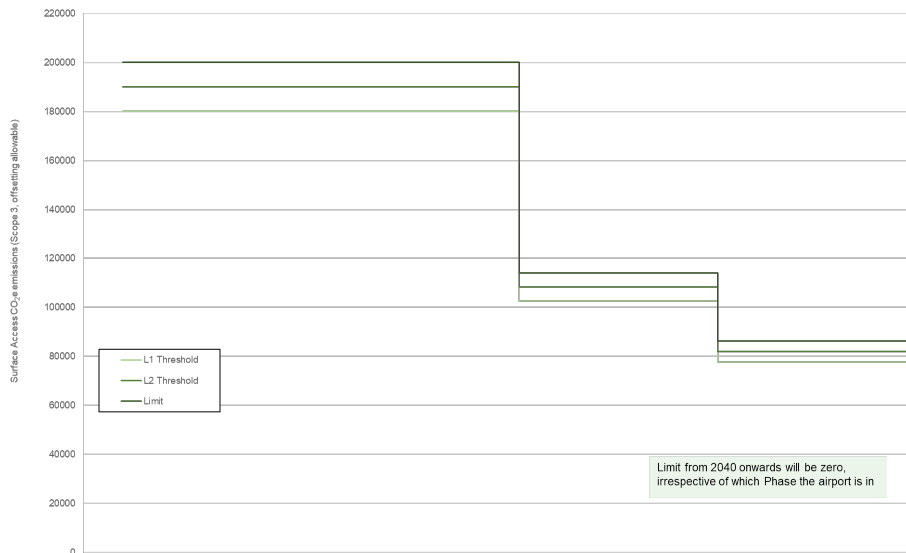 220000
200000
180000
160000
140000
120000
100000
80000
60000
40000
20000
0
Surface Access CO₂e emissions (Scope 3, offsetting allowable)
L1 Threshold
L2 Threshold
Limit
Limit from 2040 onwards will be zero,
irrespective of which Phase the airport is in